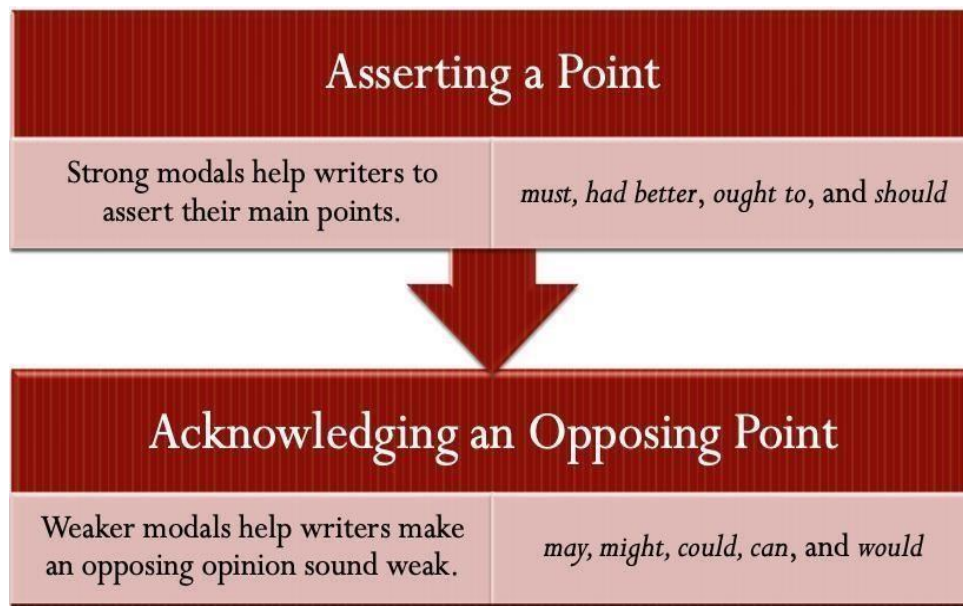 Asserting a Point
Strong modals help writers to
assert their main points.
must, had better, ought to, and should
Acknowledging an Opposing Point
Weaker modals help writers make
an opposing opinion sound weak.
may, might, could, can, and would